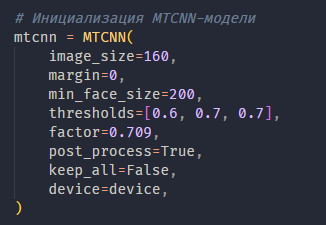 # Инициализация MTCNN-модели
mtcnn = MTCNN(
    image_size=160,
    margin=0,
    min_face_size=200,
    thresholds=[0.6, 0.7, 0.7],
    factor=0.709,
    post_process=True,
    keep_all=False,
    device=device,
)